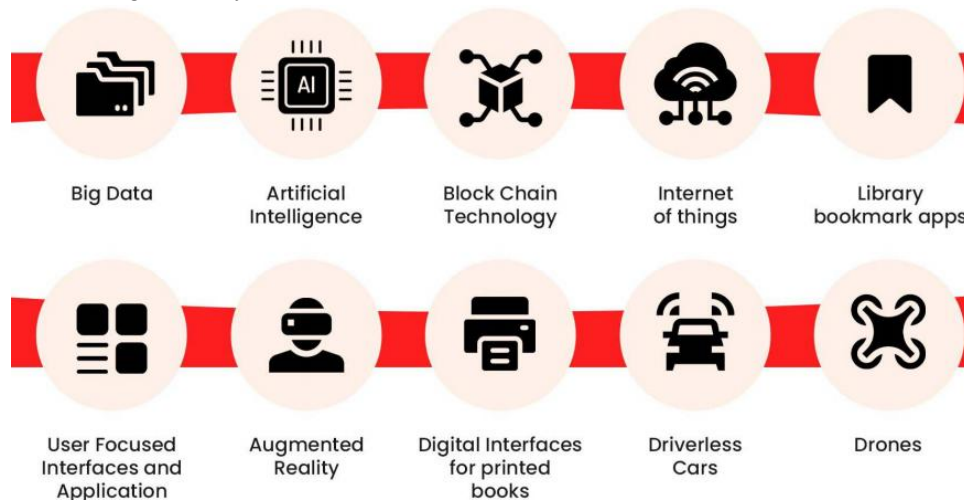 Big Data
Artificial
Intelligence
Block Chain
Technology
Internet
of things
Library
bookmark apps
AI
User Focused
Interfaces and
Application
Augmented
Reality
Digital Interfaces
for printed
books
Driverless
Cars
Drones